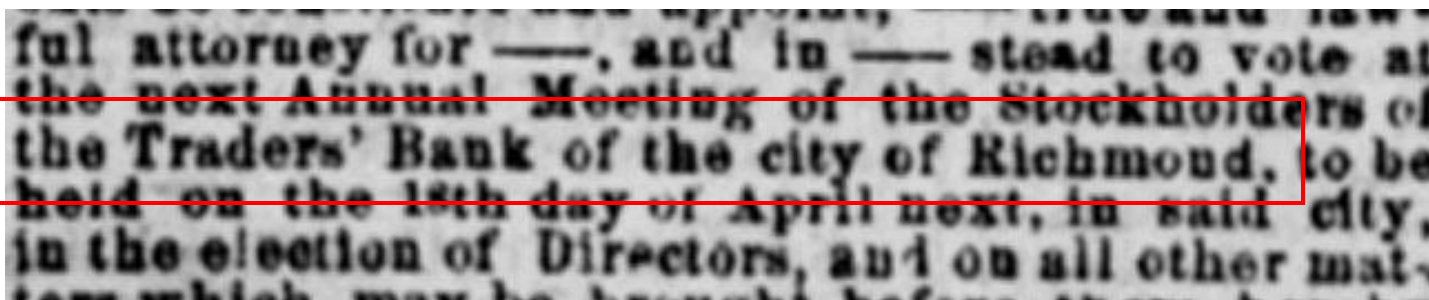 ful attorney for ——, and in —— stead to vote at
the next Annual Meeting of the Stockholders of
the Traders' Bank of the city of Richmond, to be
held on the 18th day of April next, in said city,
in the election of Directors, and on all other mat-